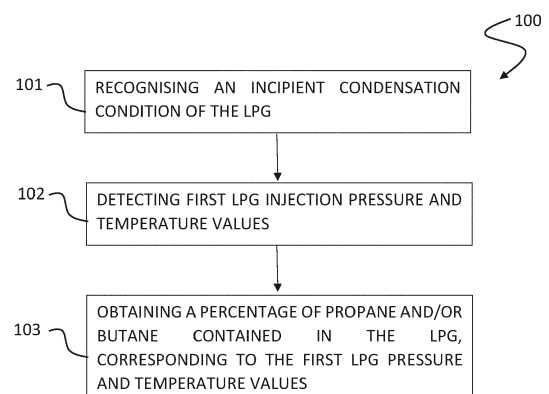 100
101
RECOGNISING AN INCIPIENT CONDENSATION
CONDITION OF THE LPG
102
DETECTING FIRST LPG INJECTION PRESSURE AND
TEMPERATURE VALUES
103
OBTAINING A PERCENTAGE OF PROPANE AND/OR
BUTANE CONTAINED IN THE LPG,
CORRESPONDING TO THE FIRST LPG PRESSURE
AND TEMPERATURE VALUES